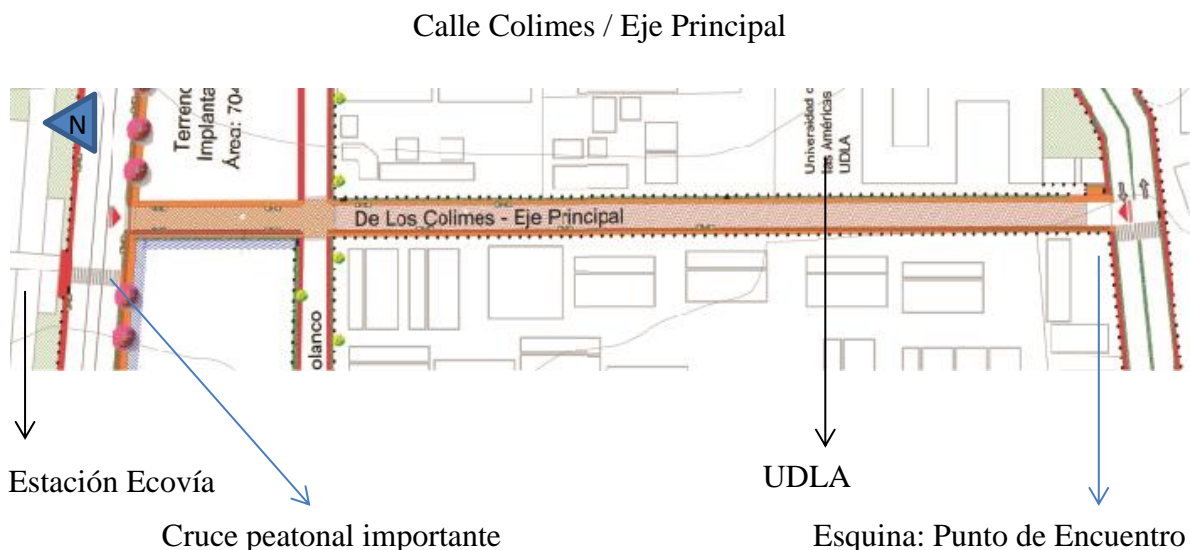 Calle Colimes / Eje Principal
N
Terreno
Implanta
Área: 704
Universidad
las Américas
UDLA
De Los Colimes - Eje Principal
olanco
Estación Ecovía
UDLA
Cruce peatonal importante
Esquina: Punto de Encuentro